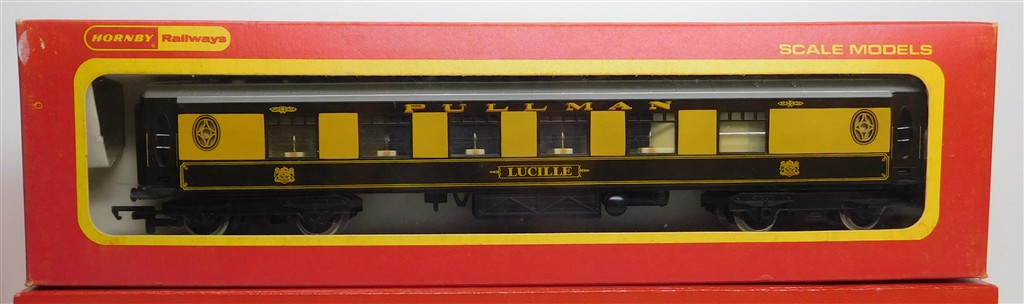 HORNBY Railways
SCALE MODELS
PULLMAN
LUCILLE